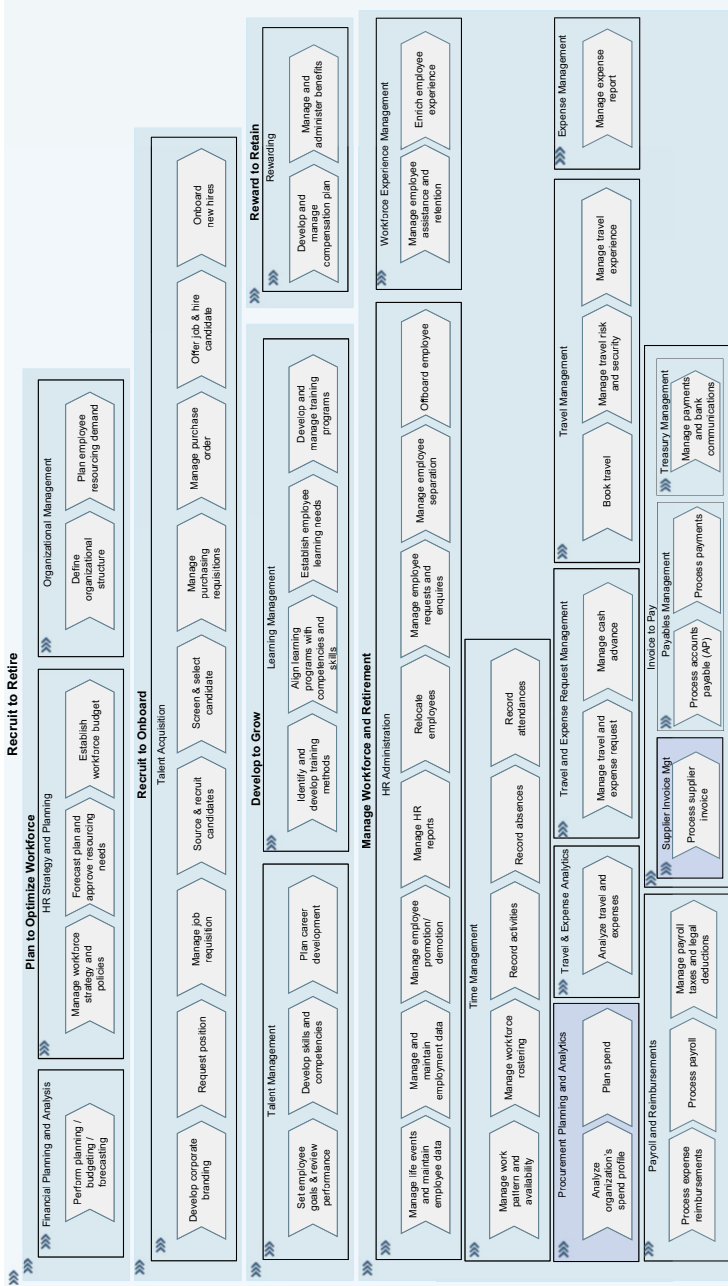 Recruit to Retire
Plan to Optimize Workforce
Financial Planning and Analysis
Perform planning /
budgeting /
forecasting
HR Strategy and Planning
Manage workforce
strategy and
policies
Forecast plan and
approve resourcing
needs
Establish
workforce budget
Organizational Management
Define
organizational
structure
Plan employee
resourcing demand
Recruit to Onboard
Talent Acquisition
Develop corporate
branding
Request position
Manage job
requisition
Source & recruit
candidates
Screen & select
candidate
Manage
purchasing
requisitions
Manage purchase
order
Offer job & hire
candidate
Onboard
new hires
Develop to Grow
Talent Management
Set employee
goals & review
performance
Develop skills and
competencies
Plan career
development
Learning Management
Identify and
develop training
methods
Align learning
programs with
competencies and
skills
Establish employee
learning needs
Develop and
manage training
programs
Reward to Retain
Rewarding
Develop and
manage
compensation plan
Manage and
administer benefits
Manage Workforce and Retirement
HR Administration
Manage life events
and maintain
employee data
Manage and
maintain
employment data
Manage employee
promotion/
demotion
Manage HR
reports
Relocate
employees
Manage employee
requests and
enquires
Manage employee
separation
Offboard employee
Workforce Experience Management
Manage employee
assistance and
retention
Enrich employee
experience
Time Management
Manage work
pattern and
availability
Manage workforce
rostering
Record activities
Record absences
Record
attendances
Procurement Planning and Analytics
Analyze
organization's
spend profile
Plan spend
Travel & Expense Analytics
Analyze travel and
expenses
Travel and Expense Request Management
Manage travel and
expense request
Manage cash
advance
Travel Management
Book travel
Manage travel risk
and security
Manage travel
experience
Expense Management
Manage expense
report
Payroll and Reimbursements
Process expense
reimbursements
Process payroll
Manage payroll
taxes and legal
deductions
Invoice to Pay
Supplier Invoice Mgt
Process supplier
invoice
Payables Management
Process accounts
payable (AP)
Process payments
Treasury Management
Manage payments
and bank
communications